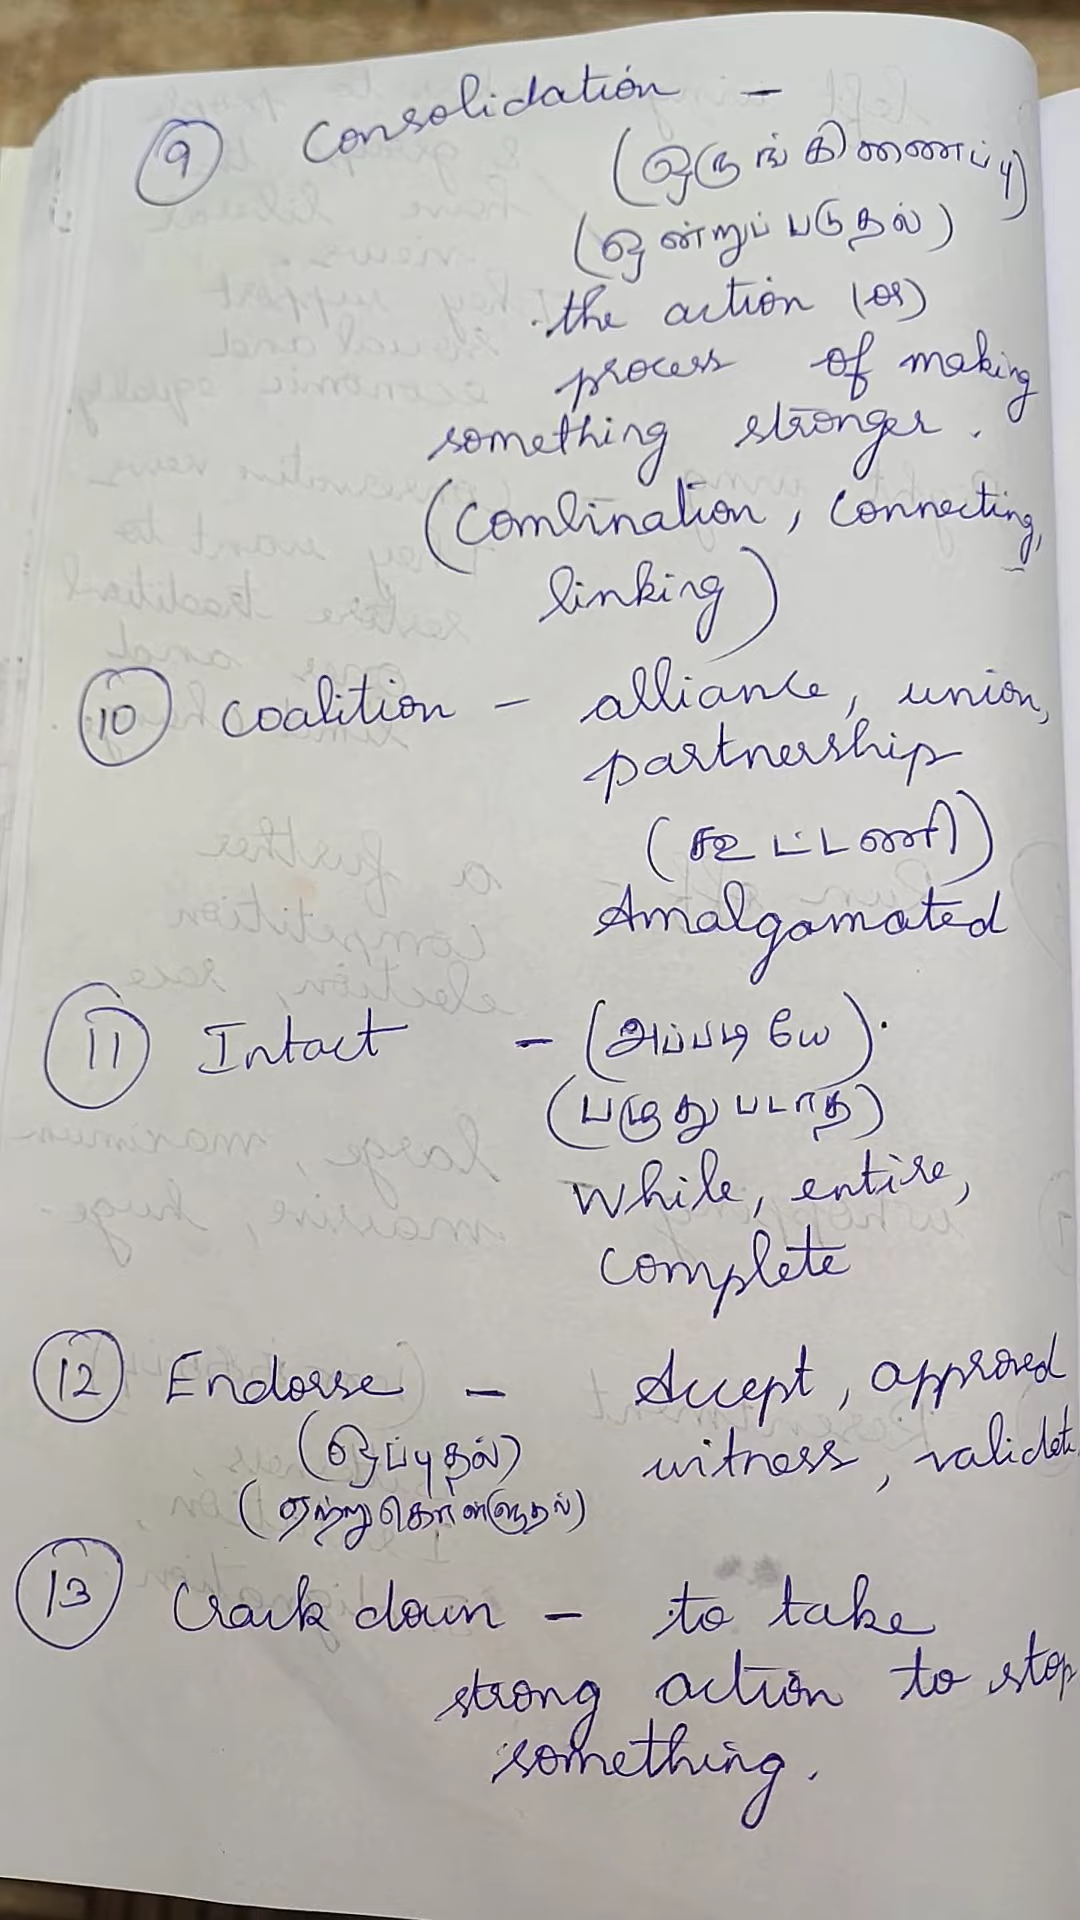 9 Consolidation -
(ஒருங்கிணைப்பு)
(ஒன்றுப்படுதல்)
the action (or)
process of making
something stronger.
(Combination, Connecting,
linking)
10 Coalition - alliance, union,
partnership
(கூட்டணி)
Amalgamated
11 Intact - (அப்படியே).
(பழுதுபடாத)
While, entire,
complete
12 Endorse - Accept, approved
(ஒப்புதல்) witness, validate
(ஏற்றுகொள்ளுதல்)
13 Crack down - to take
strong action to stop
something.